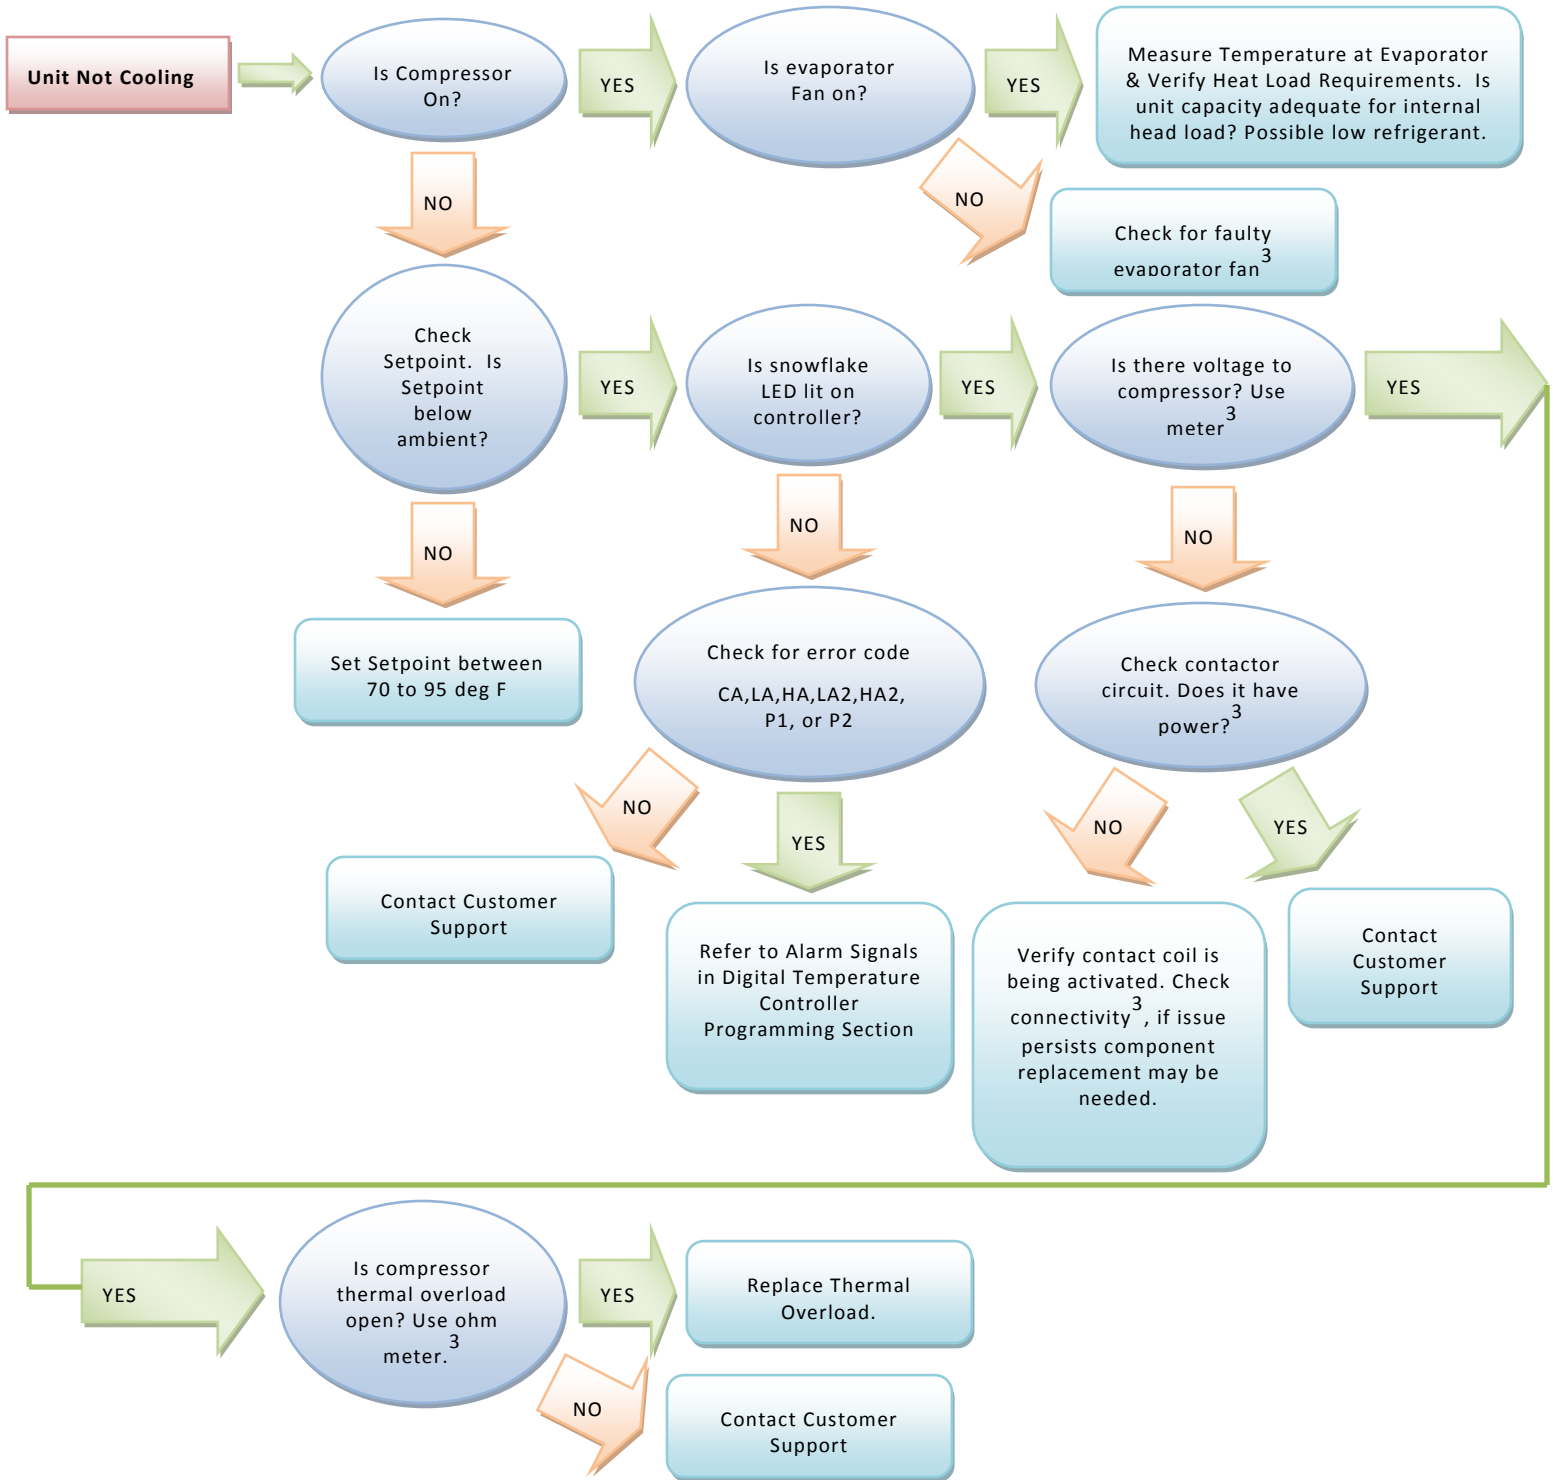 Unit Not Cooling
Is Compressor
On?
YES
Is evaporator
Fan on?
YES
Measure Temperature at Evaporator
& Verify Heat Load Requirements. Is
unit capacity adequate for internal
head load? Possible low refrigerant.
NO
NO
Check for faulty
evaporator fan3
Check
Setpoint. Is
Setpoint
below
ambient?
YES
Is snowflake
LED lit on
controller?
YES
Is there voltage to
compressor? Use
meter3
YES
NO
NO
NO
Set Setpoint between
70 to 95 deg F
Check for error code
CA,LA,HA,LA2,HA2,
P1, or P2
Check contactor
circuit. Does it have
power?3
NO
YES
NO
YES
Contact Customer
Support
Refer to Alarm Signals
in Digital Temperature
Controller
Programming Section
Verify contact coil is
being activated. Check
connectivity3, if issue
persists component
replacement may be
needed.
Contact
Customer
Support
YES
Is compressor
thermal overload
open? Use ohm
meter.3
YES
Replace Thermal
Overload.
NO
Contact Customer
Support